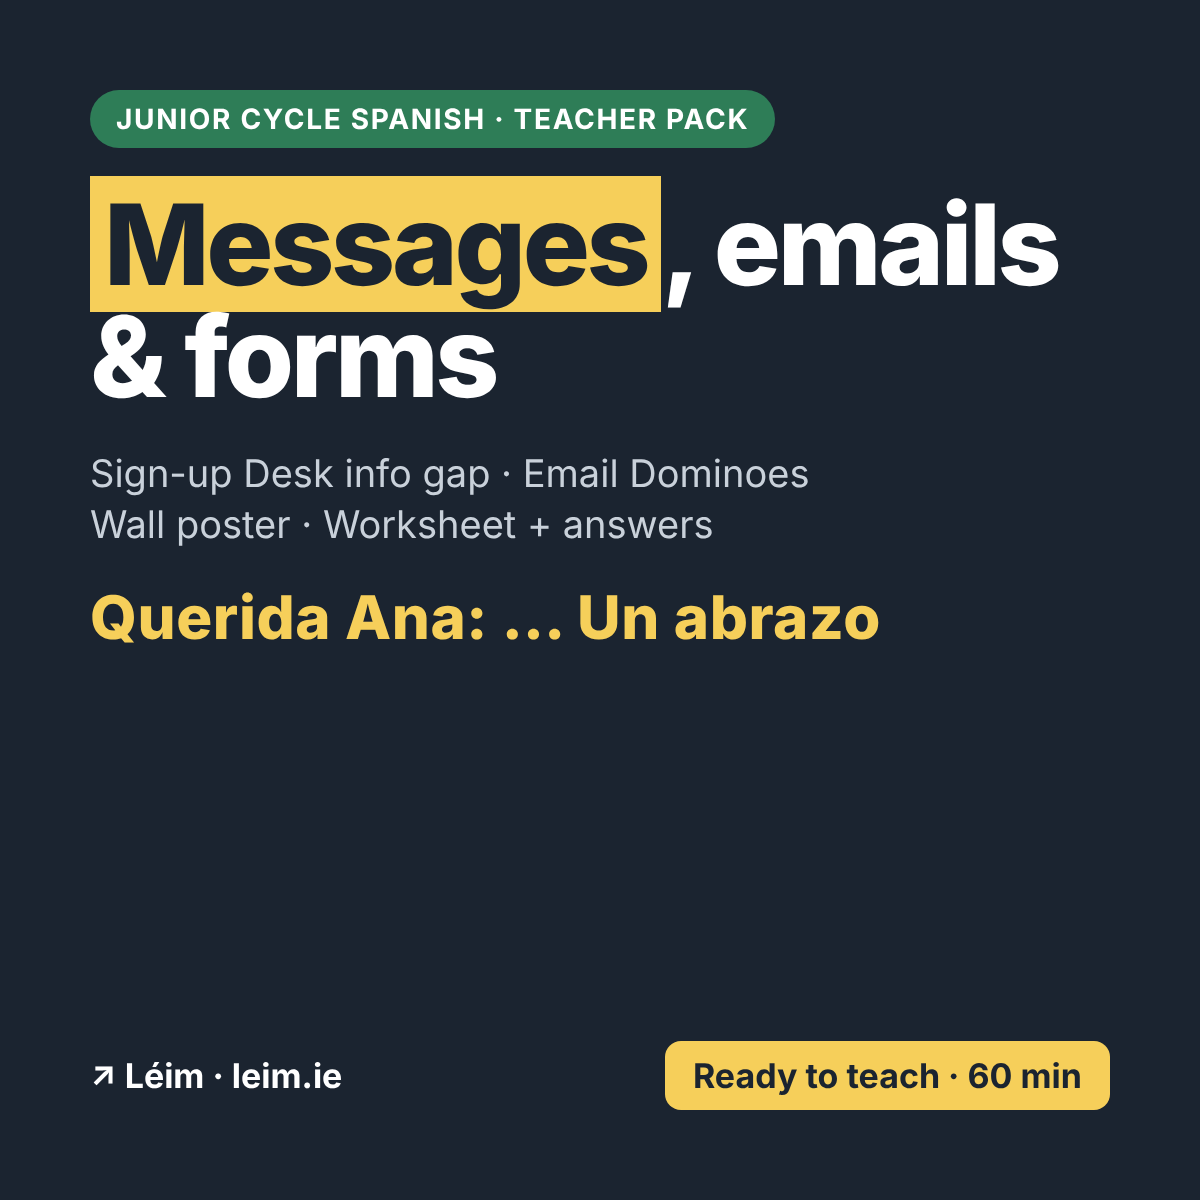 JUNIOR CYCLE SPANISH · TEACHER PACK
Messages, emails
& forms
Sign-up Desk info gap · Email Dominoes
Wall poster · Worksheet + answers
Querida Ana: … Un abrazo
↗ Léim · leim.ie
Ready to teach · 60 min